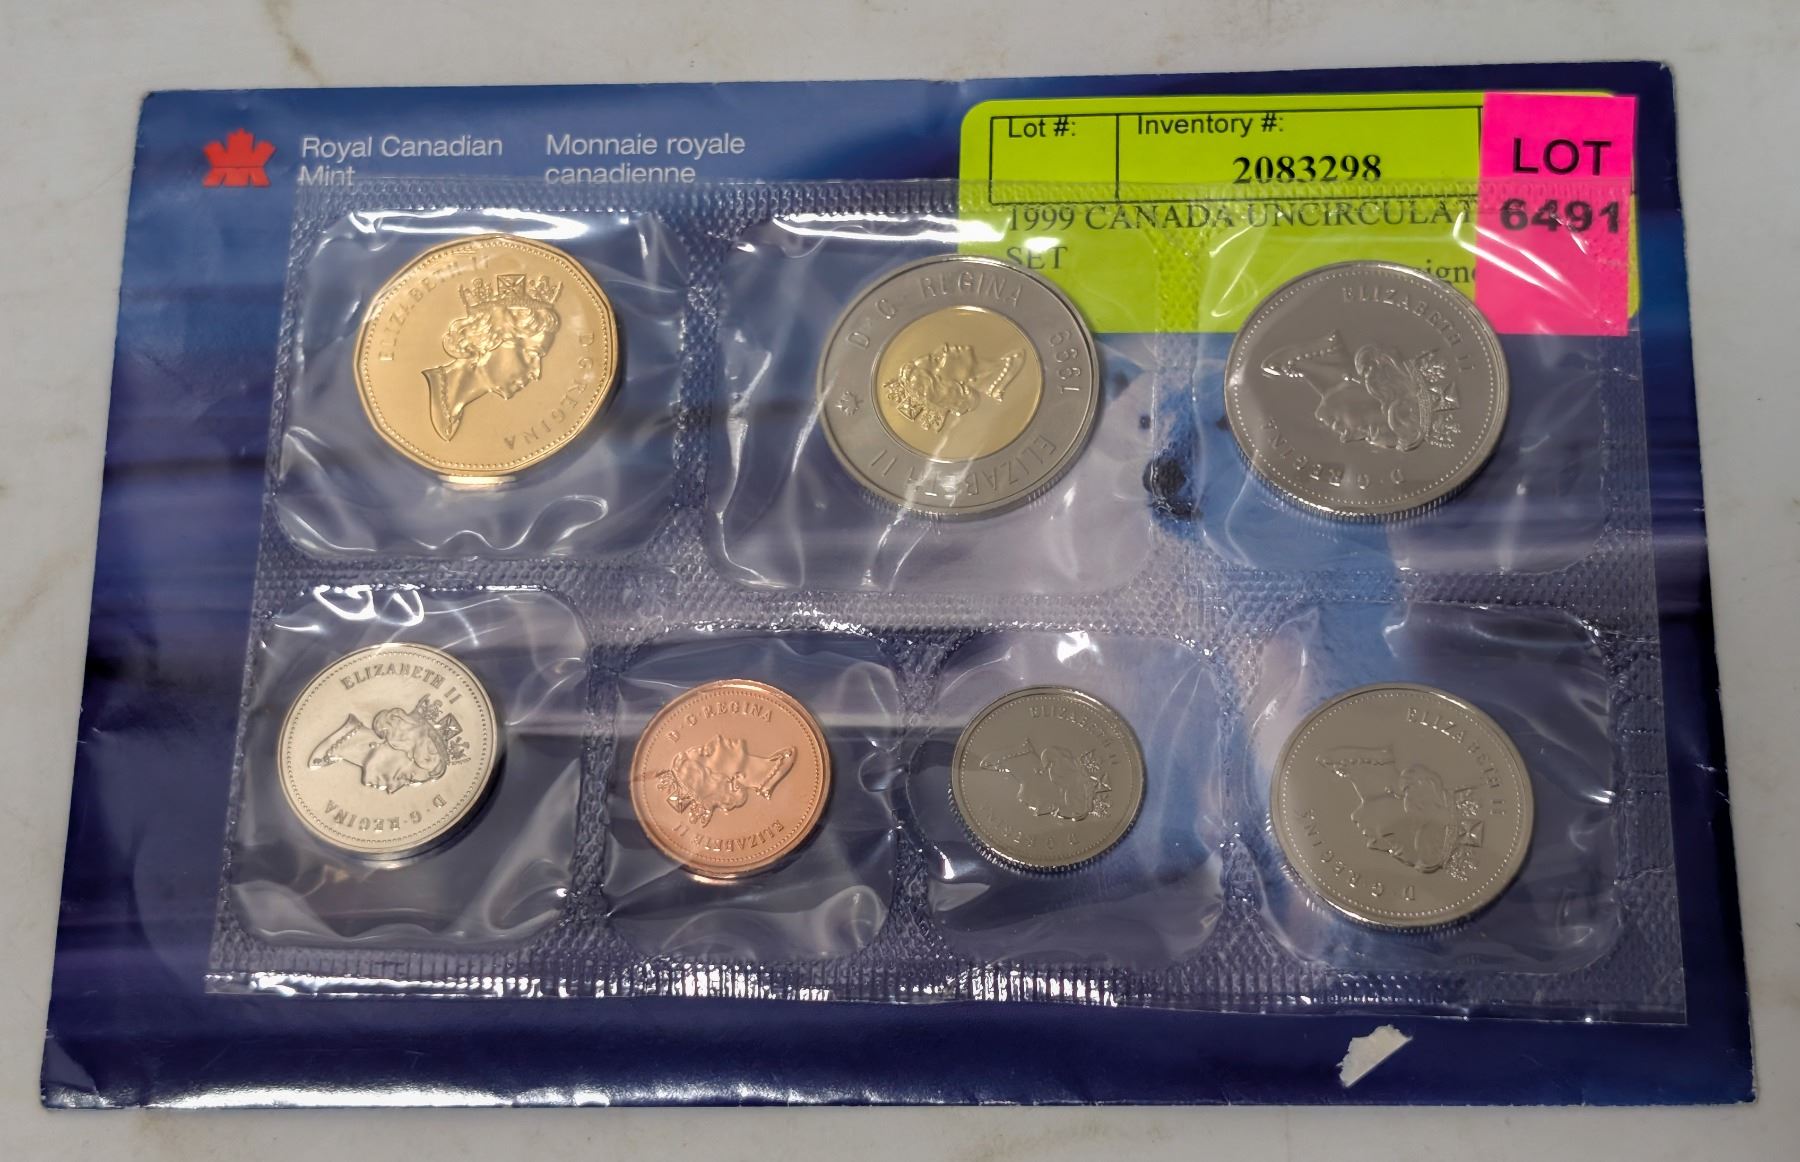 Royal Canadian
Mint
Monnaie royale
canadienne
Lot #:
Inventory #:
2083298
LOT
6491
1999 CANADA UNCIRCULAT
SET
ELIZABETH II D·G·REGINA
D·G·REGINA
1999
ELIZABETH II
ELIZABETH II
D·G·REGINA
ELIZABETH II
D·G·REGINA
D·G·REGINA
ELIZABETH II
ELIZABETH II
D·G·REGINA
ELIZABETH II
D·G·REGINA